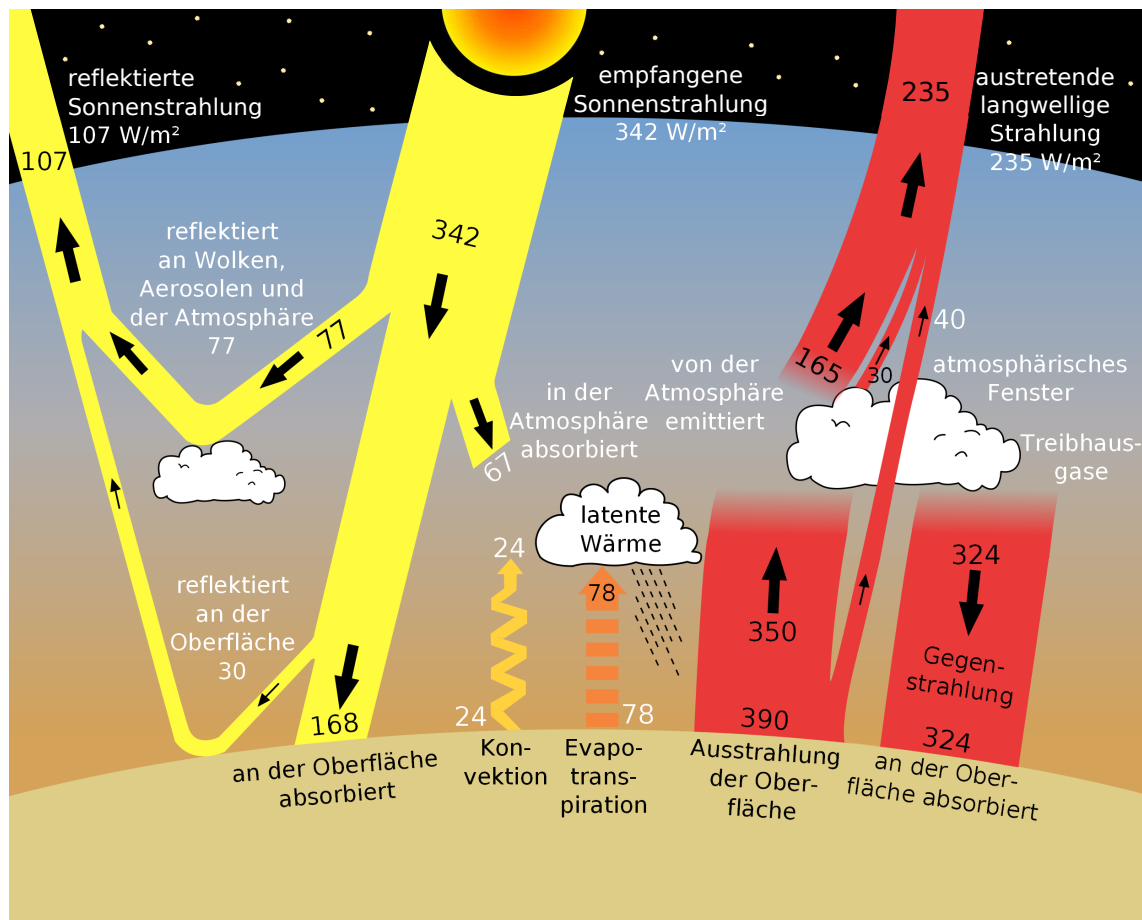 reflektierte
Sonnenstrahlung
107 W/m²
empfangene
Sonnenstrahlung
342 W/m²
235
austretende
langwellige
Strahlung
235 W/m²
107
342
reflektiert
an Wolken,
Aerosolen und
der Atmosphäre
77
77
40
165
30
von der
Atmosphäre
emittiert
atmosphärisches
Fenster
in der
Atmosphäre
absorbiert
67
Treibhaus-
gase
latente
Wärme
24
78
324
350
reflektiert
an der
Oberfläche
30
Gegen-
strahlung
168
24
78
390
324
an der Oberfläche
absorbiert
Kon-
vektion
Evapo-
trans-
piration
Ausstrahlung
der Ober-
fläche
an der Ober-
fläche absorbiert